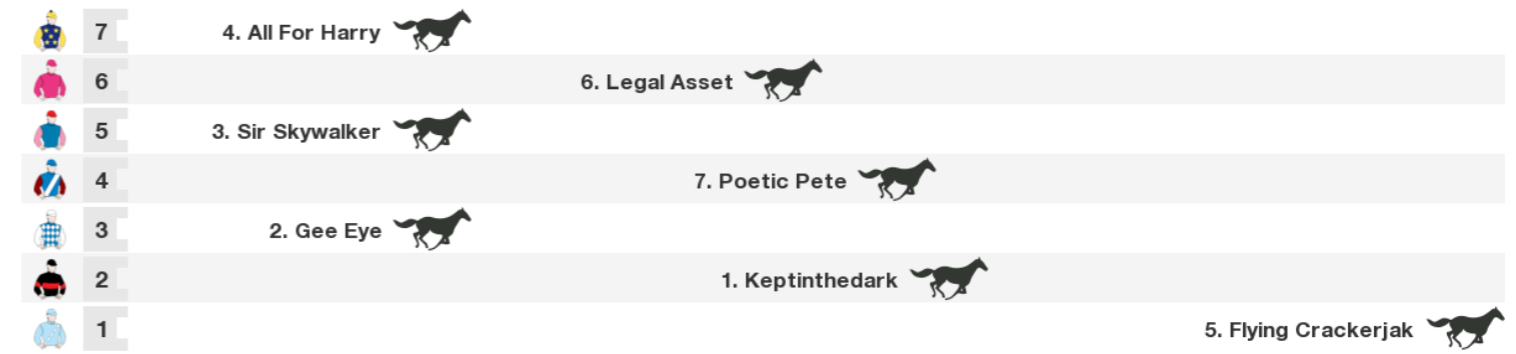 7 4. All For Harry
6 6. Legal Asset
5 3. Sir Skywalker
4 7. Poetic Pete
3 2. Gee Eye
2 1. Keptinthedark
1 5. Flying Crackerjak